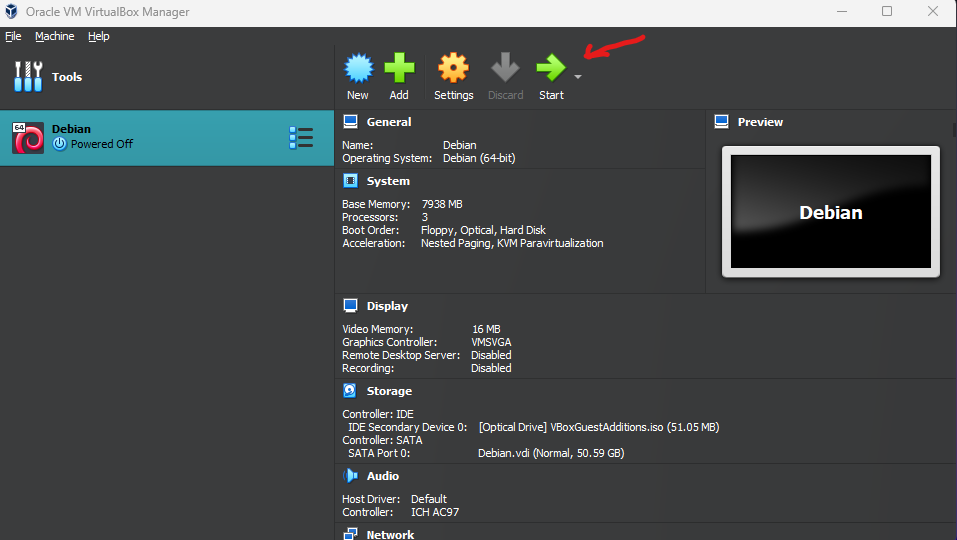 Oracle VM VirtualBox Manager
File Machine Help
Tools
New Add Settings Discard Start
64
Debian
Powered Off
General
Name: Debian
Operating System: Debian (64-bit)
System
Base Memory: 7938 MB
Processors: 3
Boot Order: Floppy, Optical, Hard Disk
Acceleration: Nested Paging, KVM Paravirtualization
Preview
Debian
Display
Video Memory: 16 MB
Graphics Controller: VMSVGA
Remote Desktop Server: Disabled
Recording: Disabled
Storage
Controller: IDE
IDE Secondary Device 0: [Optical Drive] VBoxGuestAdditions.iso (51.05 MB)
Controller: SATA
SATA Port 0: Debian.vdi (Normal, 50.59 GB)
Audio
Host Driver: Default
Controller: ICH AC97
Network